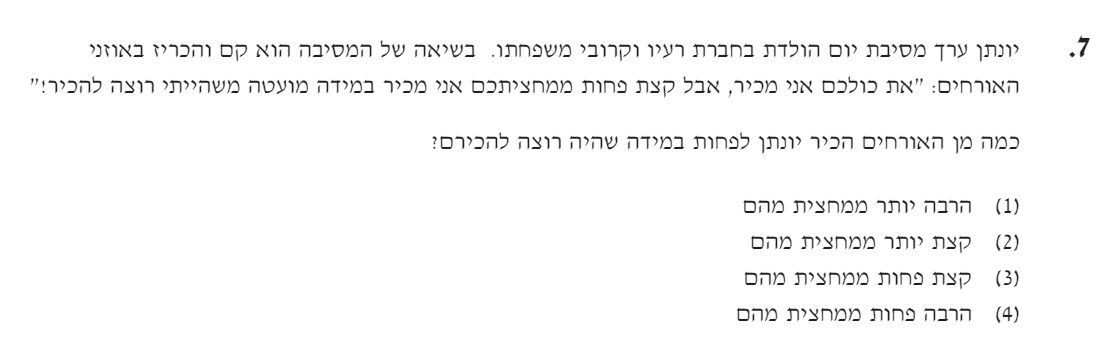 7. יונתן ערך מסיבת יום הולדת בחברת רעיו וקרובי משפחתו. בשיאה של המסיבה הוא קם והכריז באוזני
האורחים: "את כולכם אני מכיר, אבל קצת פחות ממחציתכם אני מכיר במידה מועטה משהייתי רוצה להכיר!"
כמה מן האורחים הכיר יונתן לפחות במידה שהיה רוצה להכירם?
(1) הרבה יותר ממחצית מהם
(2) קצת יותר ממחצית מהם
(3) קצת פחות ממחצית מהם
(4) הרבה פחות ממחצית מהם